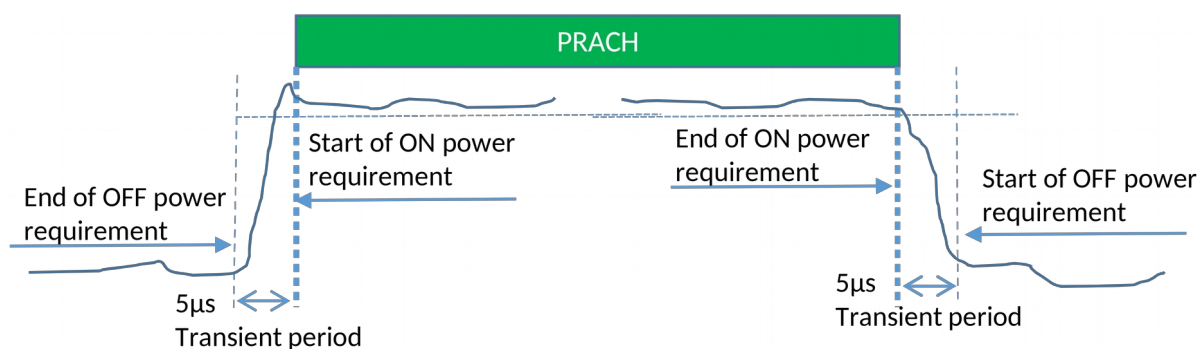 PRACH
Start of ON power
requirement
End of ON power
requirement
End of OFF power
requirement
Start of OFF power
requirement
5µs
Transient period
5µs
Transient period